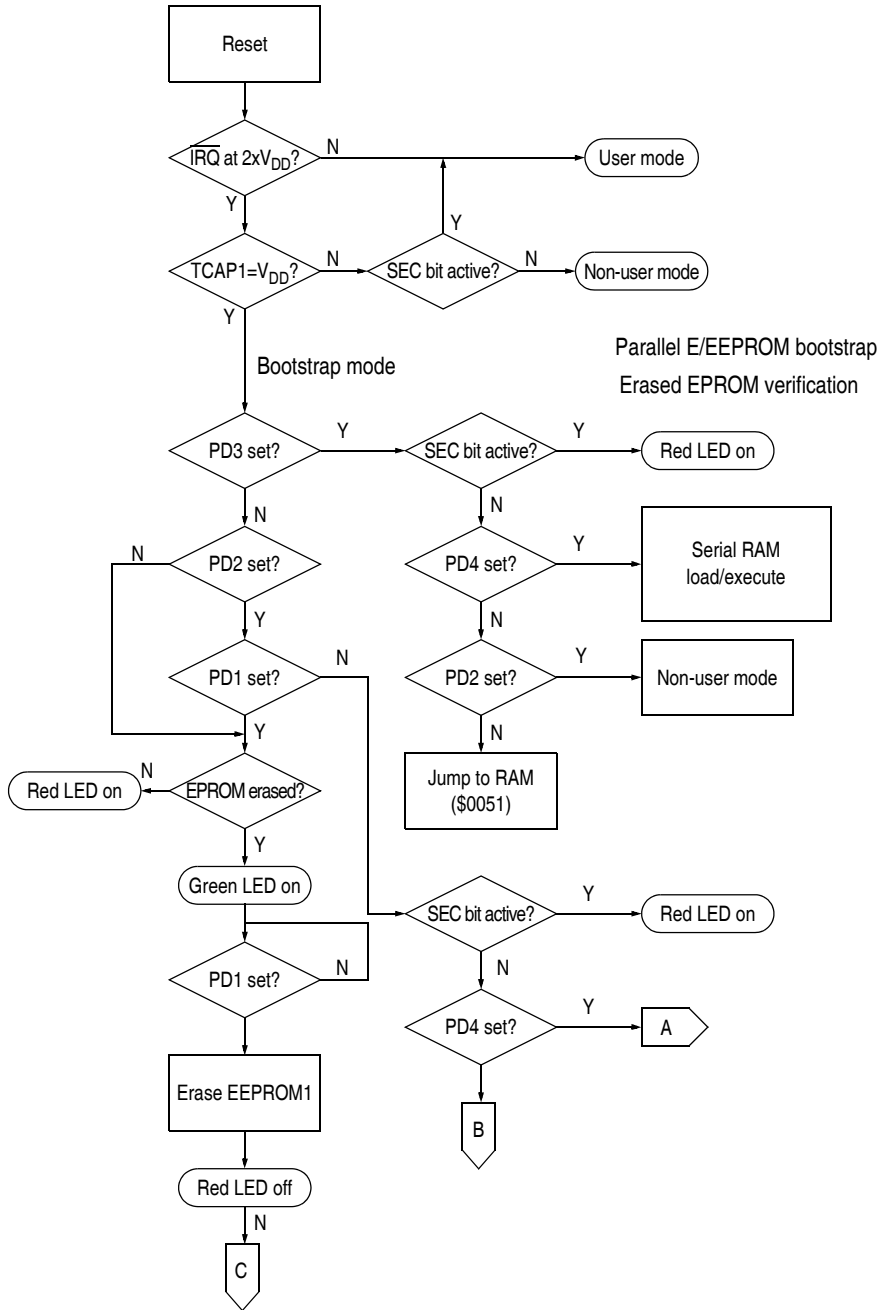 Reset
IRQ at 2xVDD?
N
User mode
Y
Y
TCAP1=VDD?
N
SEC bit active?
N
Non-user mode
Y
Bootstrap mode
Parallel E/EEPROM bootstrap
Erased EPROM verification
PD3 set?
Y
SEC bit active?
Y
Red LED on
N
N
N
PD2 set?
PD4 set?
Y
Serial RAM
load/execute
Y
N
PD1 set?
N
PD2 set?
Y
Non-user mode
Y
N
Red LED on
N
EPROM erased?
Jump to RAM
($0051)
Y
Green LED on
SEC bit active?
Y
Red LED on
PD1 set?
N
N
PD4 set?
Y
A
Erase EEPROM1
B
Red LED off
N
C